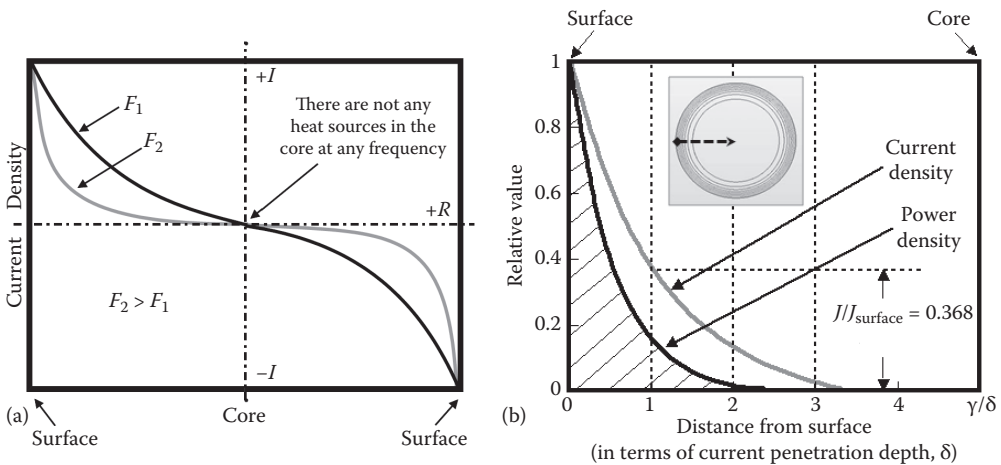 Current Density
+I
F₁
F₂
There are not any
heat sources in the
core at any frequency
+R
F₂ > F₁
−I
(a)
Surface
Core
Surface
Surface
Core
Relative value
1
0.8
0.6
0.4
0.2
0
Current
density
Power
density
J/Jsurface = 0.368
(b)
0 1 2 3 4 γ/δ
Distance from surface
(in terms of current penetration depth, δ)